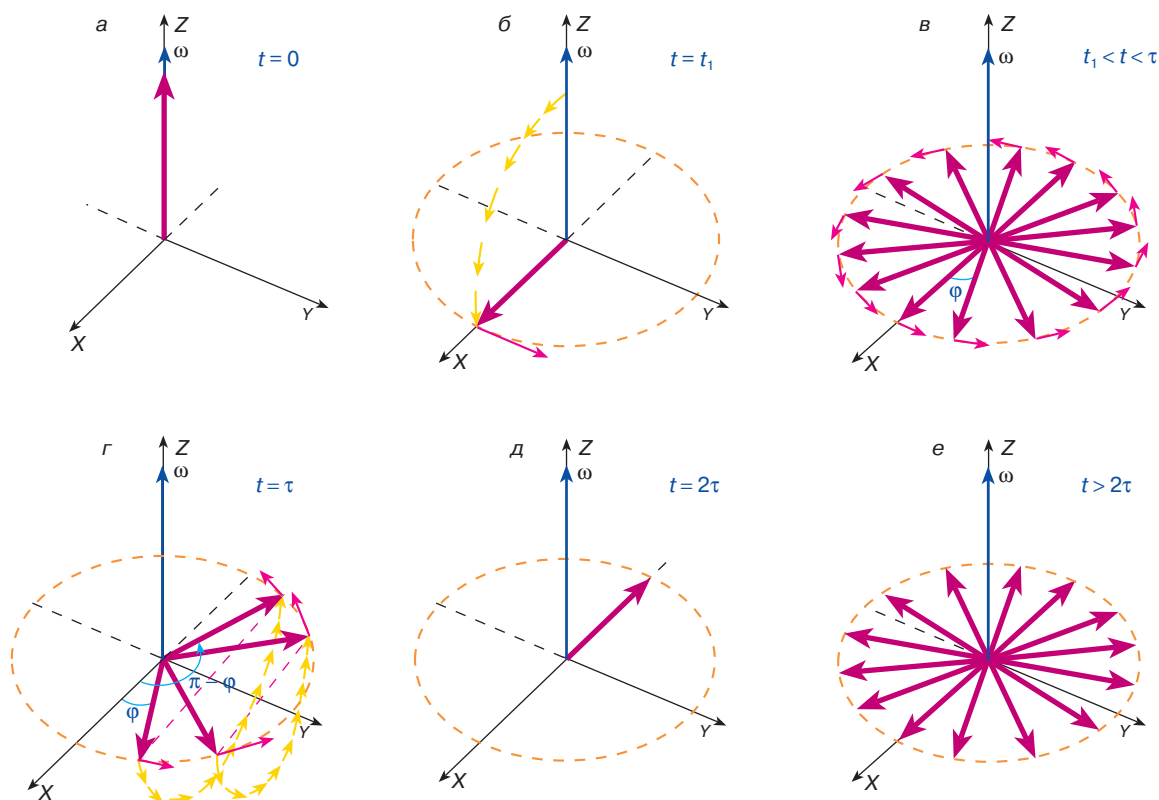 а
Z
ω
t = 0
X
Y
б
Z
ω
t = t₁
X
Y
в
Z
ω
t₁ < t < τ
φ
X
Y
г
Z
ω
t = τ
π – φ
φ
X
Y
д
Z
ω
t = 2τ
X
Y
е
Z
ω
t > 2τ
X
Y